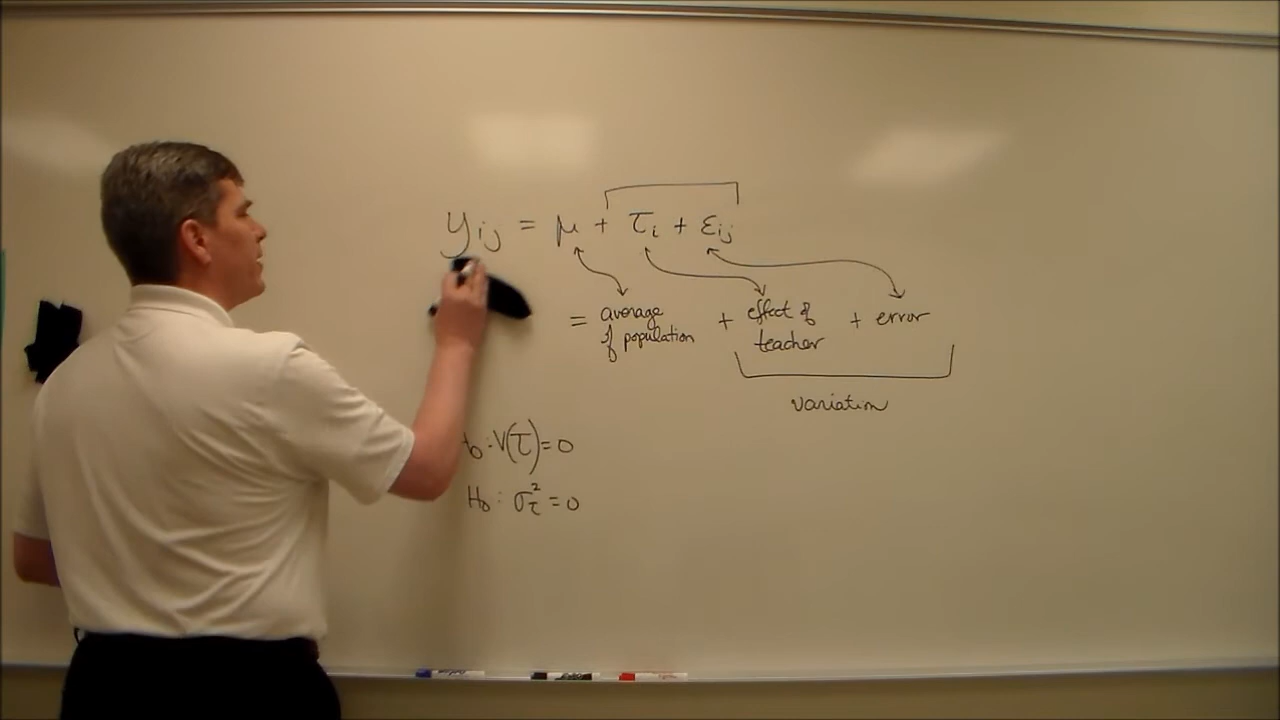 yij = μ + τi + εij
= average of population + effect of teacher + error
variation
: V(τ) = 0
H0 : στ² = 0